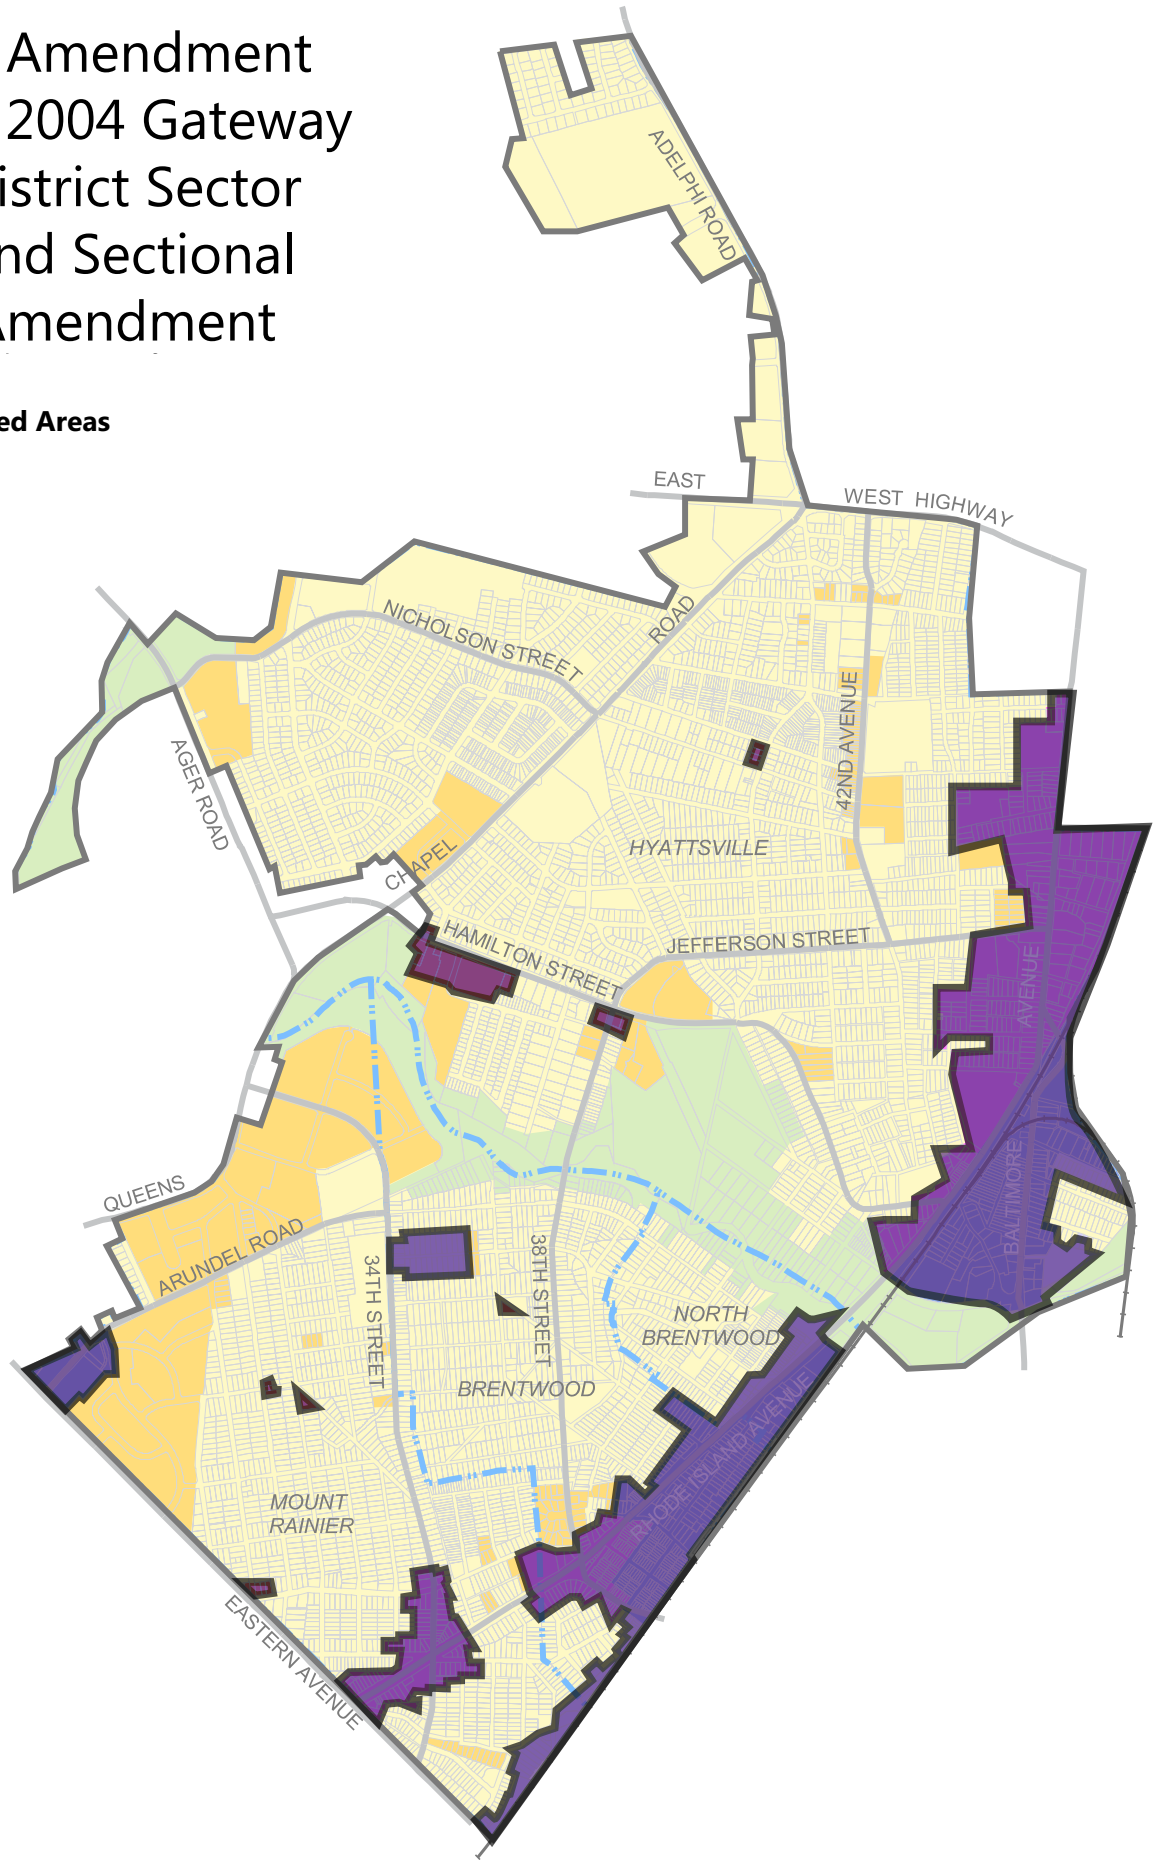 Amendment
2004 Gateway
istrict Sector
nd Sectional
Amendment
ed Areas
ADELPHI ROAD
EAST
WEST HIGHWAY
NICHOLSON STREET
ROAD
42ND AVENUE
AGER ROAD
HYATTSVILLE
CHAPEL
HAMILTON STREET
JEFFERSON STREET
AVENUE
QUEENS
BALTIMORE
ARUNDEL ROAD
34TH STREET
38TH STREET
NORTH
BRENTWOOD
BRENTWOOD
RHODE ISLAND AVENUE
MOUNT
RAINIER
EASTERN AVENUE